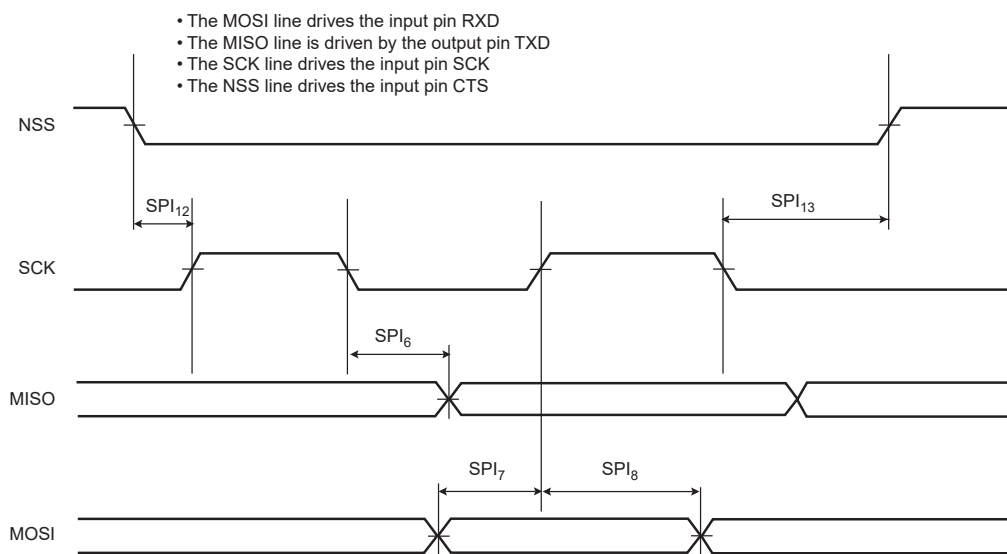 • The MOSI line drives the input pin RXD
• The MISO line is driven by the output pin TXD
• The SCK line drives the input pin SCK
• The NSS line drives the input pin CTS
NSS
SPI₁₂
SPI₁₃
SCK
SPI₆
MISO
SPI₇
SPI₈
MOSI